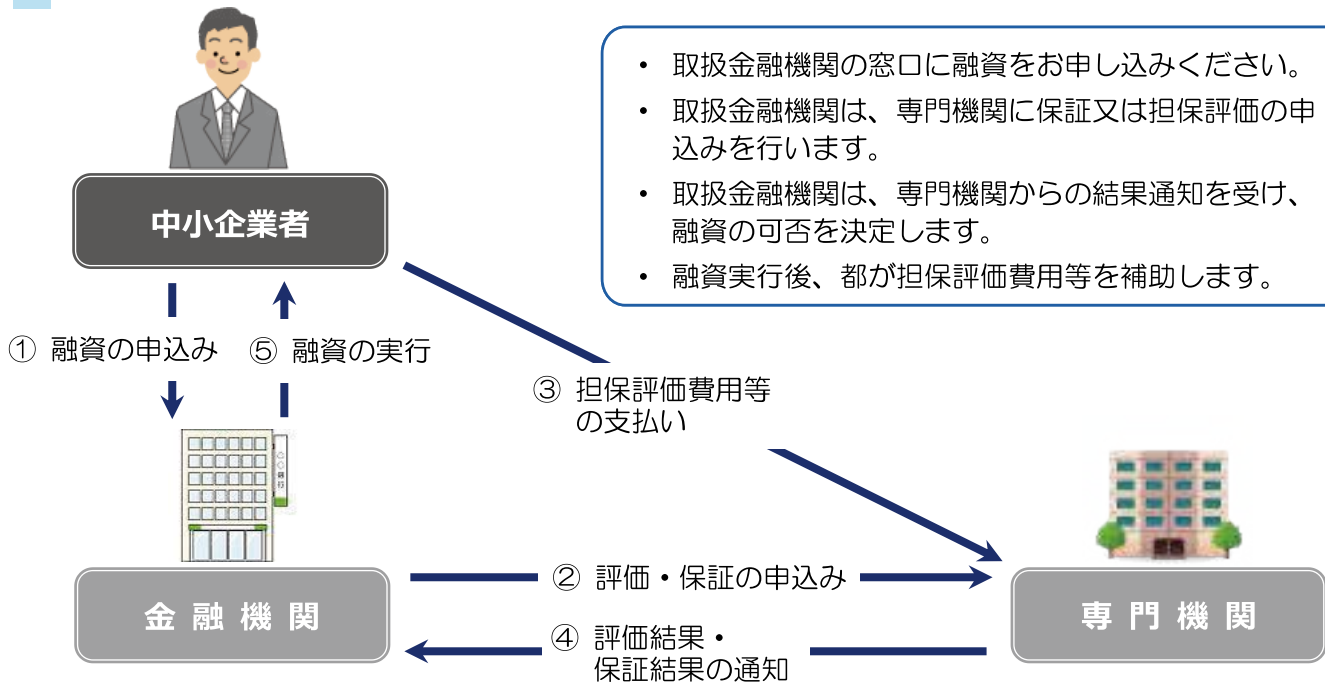 ・ 取扱金融機関の窓口に融資をお申し込みください。
・ 取扱金融機関は、専門機関に保証又は担保評価の申
込みを行います。
・ 取扱金融機関は、専門機関からの結果通知を受け、
融資の可否を決定します。
・ 融資実行後、都が担保評価費用等を補助します。
中小企業者
① 融資の申込み
⑤ 融資の実行
③ 担保評価費用等
の支払い
② 評価・保証の申込み
金融機関
専門機関
④ 評価結果・
保証結果の通知